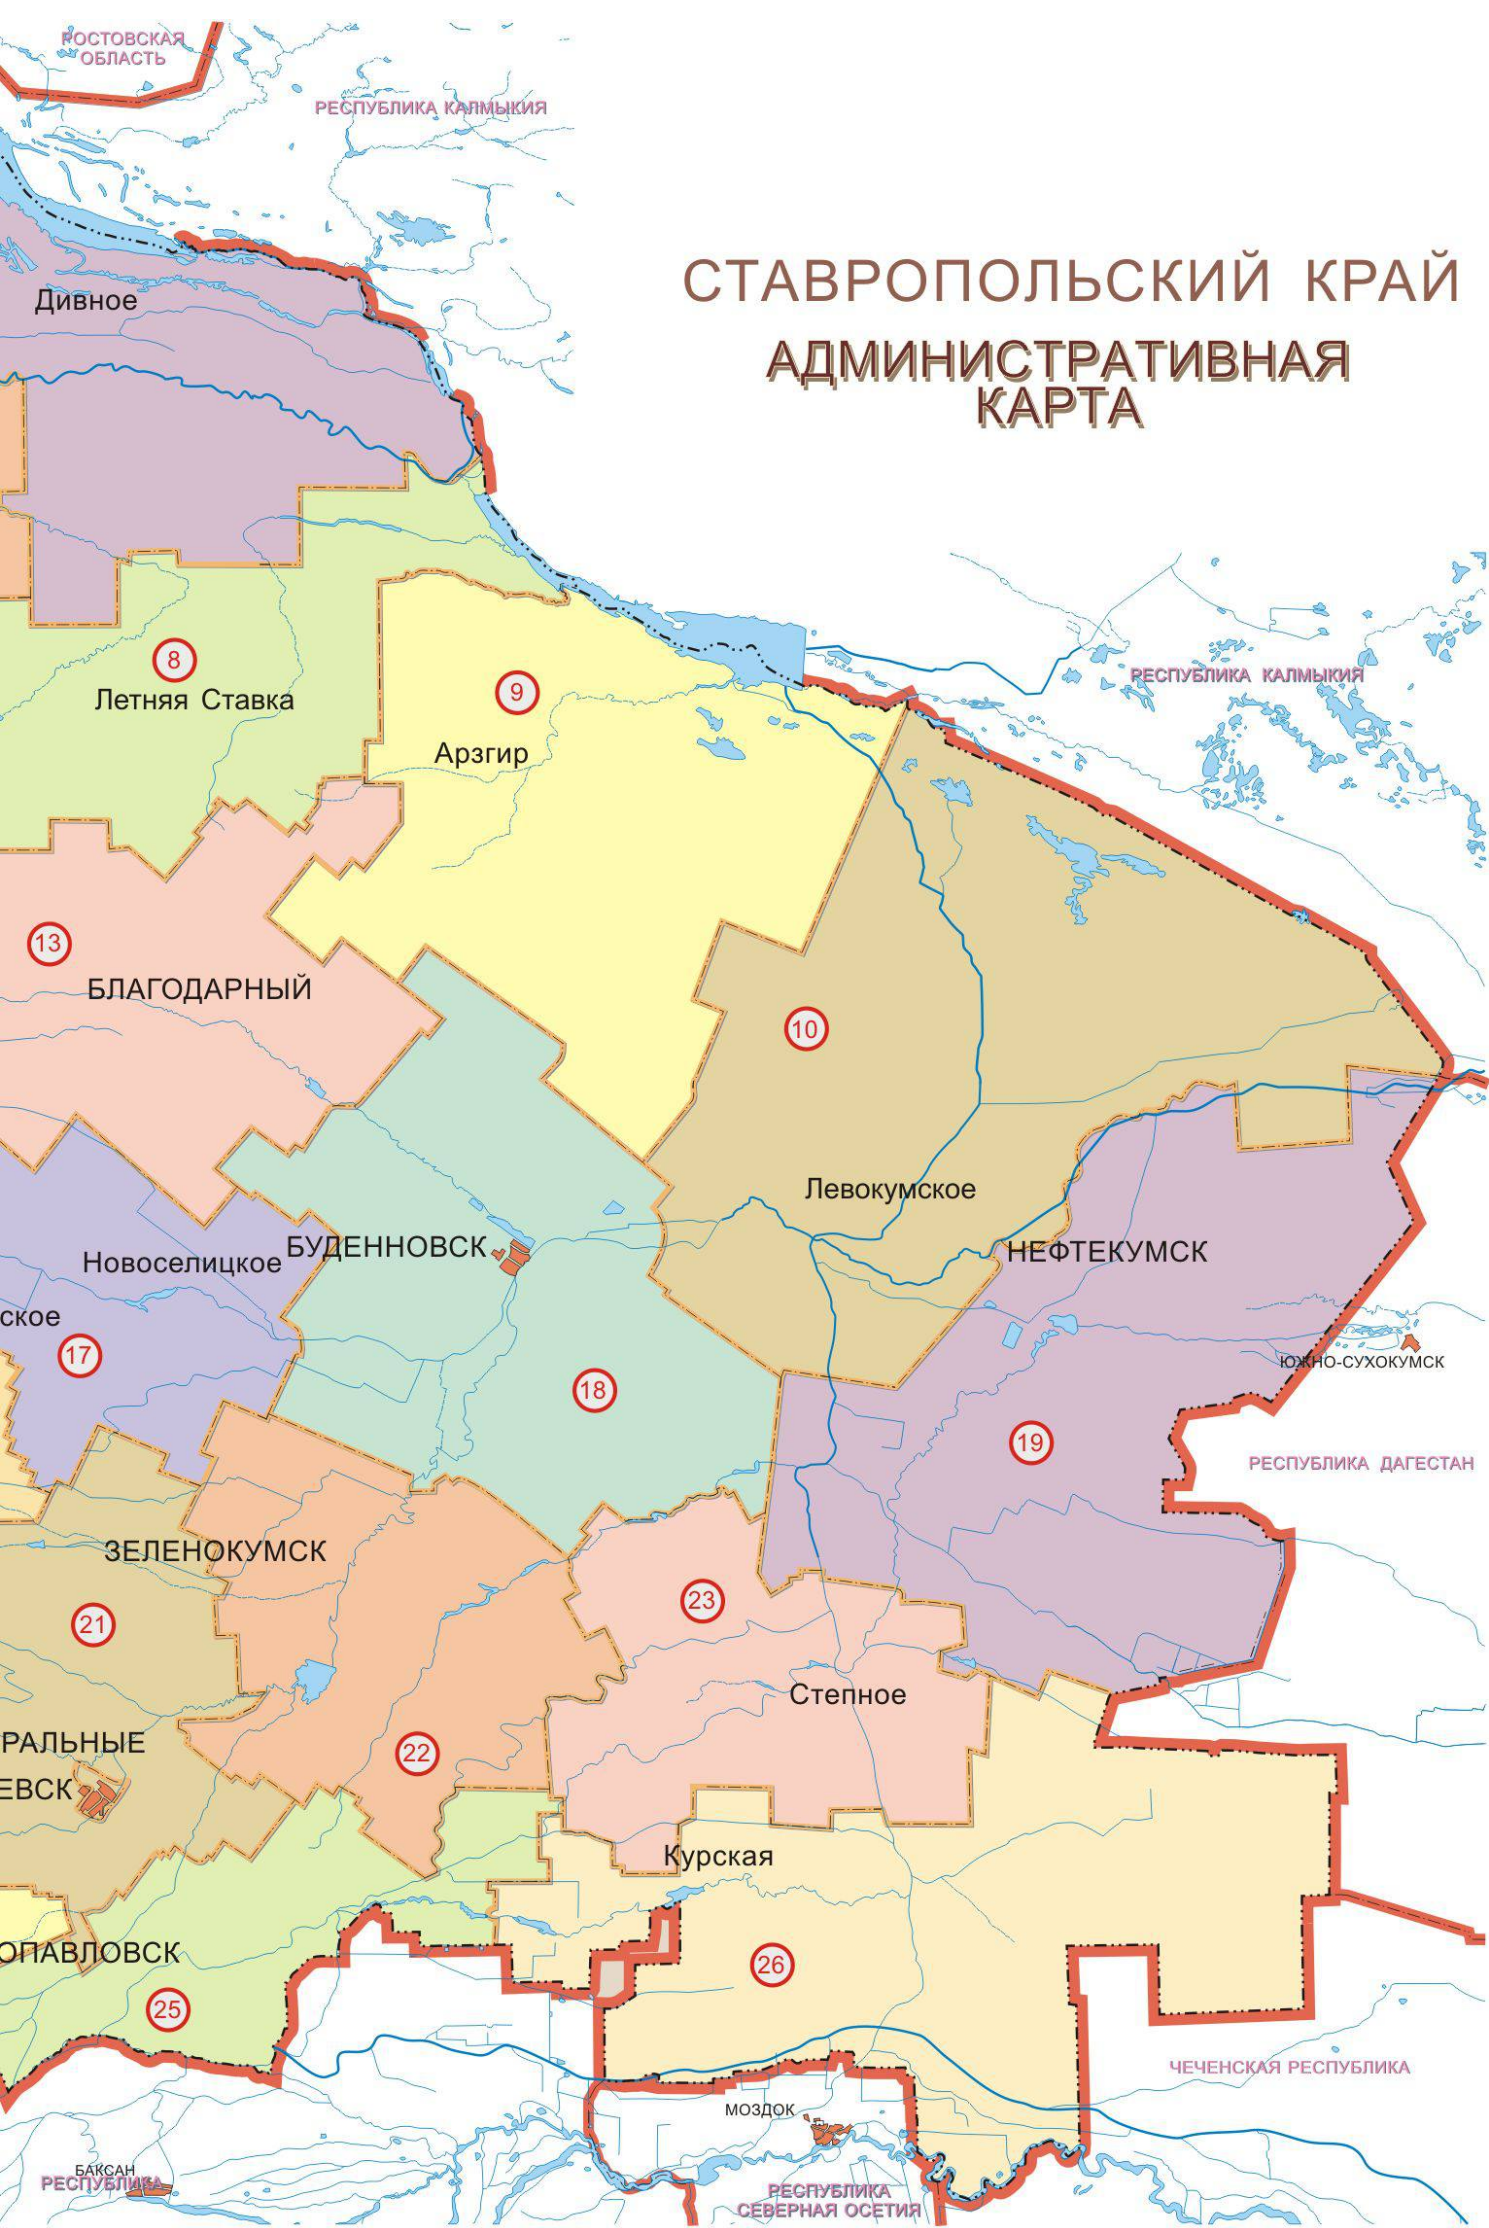 РОСТОВСКАЯ
ОБЛАСТЬ
РЕСПУБЛИКА КАЛМЫКИЯ
СТАВРОПОЛЬСКИЙ КРАЙ
Дивное
АДМИНИСТРАТИВНАЯ
КАРТА
8
РЕСПУБЛИКА КАЛМЫКИЯ
Летняя Ставка
9
Арзгир
13
БЛАГОДАРНЫЙ
10
Левокумское
БУДЕННОВСК
НЕФТЕКУМСК
Новоселицкое
ское
17
ЮЖНО-СУХОКУМСК
18
19
РЕСПУБЛИКА ДАГЕСТАН
ЗЕЛЕНОКУМСК
23
21
Степное
РАЛЬНЫЕ
22
ЕВСК
Курская
ОПАВЛОВСК
26
25
ЧЕЧЕНСКАЯ РЕСПУБЛИКА
МОЗДОК
БАКСАН
РЕСПУБЛИКА
РЕСПУБЛИКА
СЕВЕРНАЯ ОСЕТИЯ